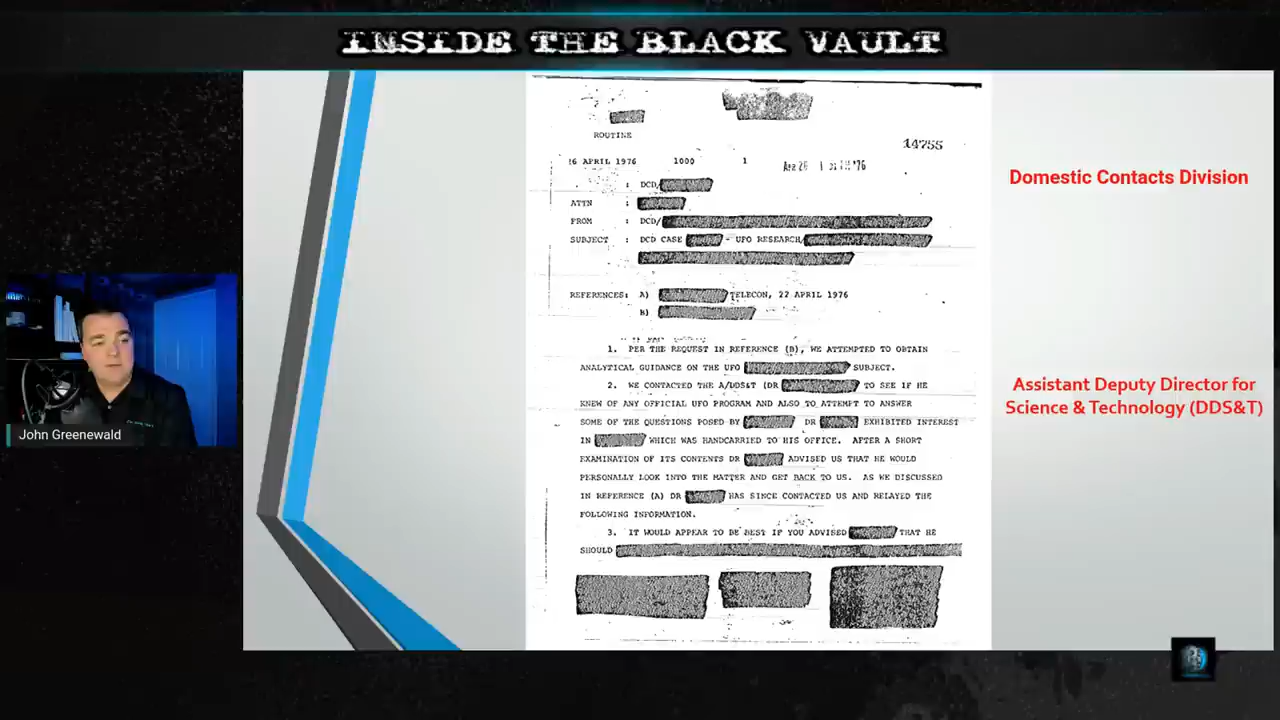 INSIDE THE BLACK VAULT
ROUTINE
14755
6 APRIL 1976 1000 1
: DCD/
ATTN :
FROM : DCD/
SUBJECT : DCD CASE - UFO RESEARCH/
REFERENCES: A) TELECON, 22 APRIL 1976
B)
1. PER THE REQUEST IN REFERENCE (B), WE ATTEMPTED TO OBTAIN
ANALYTICAL GUIDANCE ON THE UFO SUBJECT.
2. WE CONTACTED THE A/DDS&T (DR TO SEE IF HE
KNEW OF ANY OFFICIAL UFO PROGRAM AND ALSO TO ATTEMPT TO ANSWER
SOME OF THE QUESTIONS POSED BY DR EXHIBITED INTEREST
IN WHICH WAS HANDCARRIED TO HIS OFFICE. AFTER A SHORT
EXAMINATION OF ITS CONTENTS DR ADVISED US THAT HE WOULD
PERSONALLY LOOK INTO THE MATTER AND GET BACK TO US. AS WE DISCUSSED
IN REFERENCE (A) DR HAS SINCE CONTACTED US AND RELAYED THE
FOLLOWING INFORMATION.
3. IT WOULD APPEAR TO BE BEST IF YOU ADVISED THAT HE
SHOULD
Domestic Contacts Division
Assistant Deputy Director for
Science & Technology (DDS&T)
John Greenewald